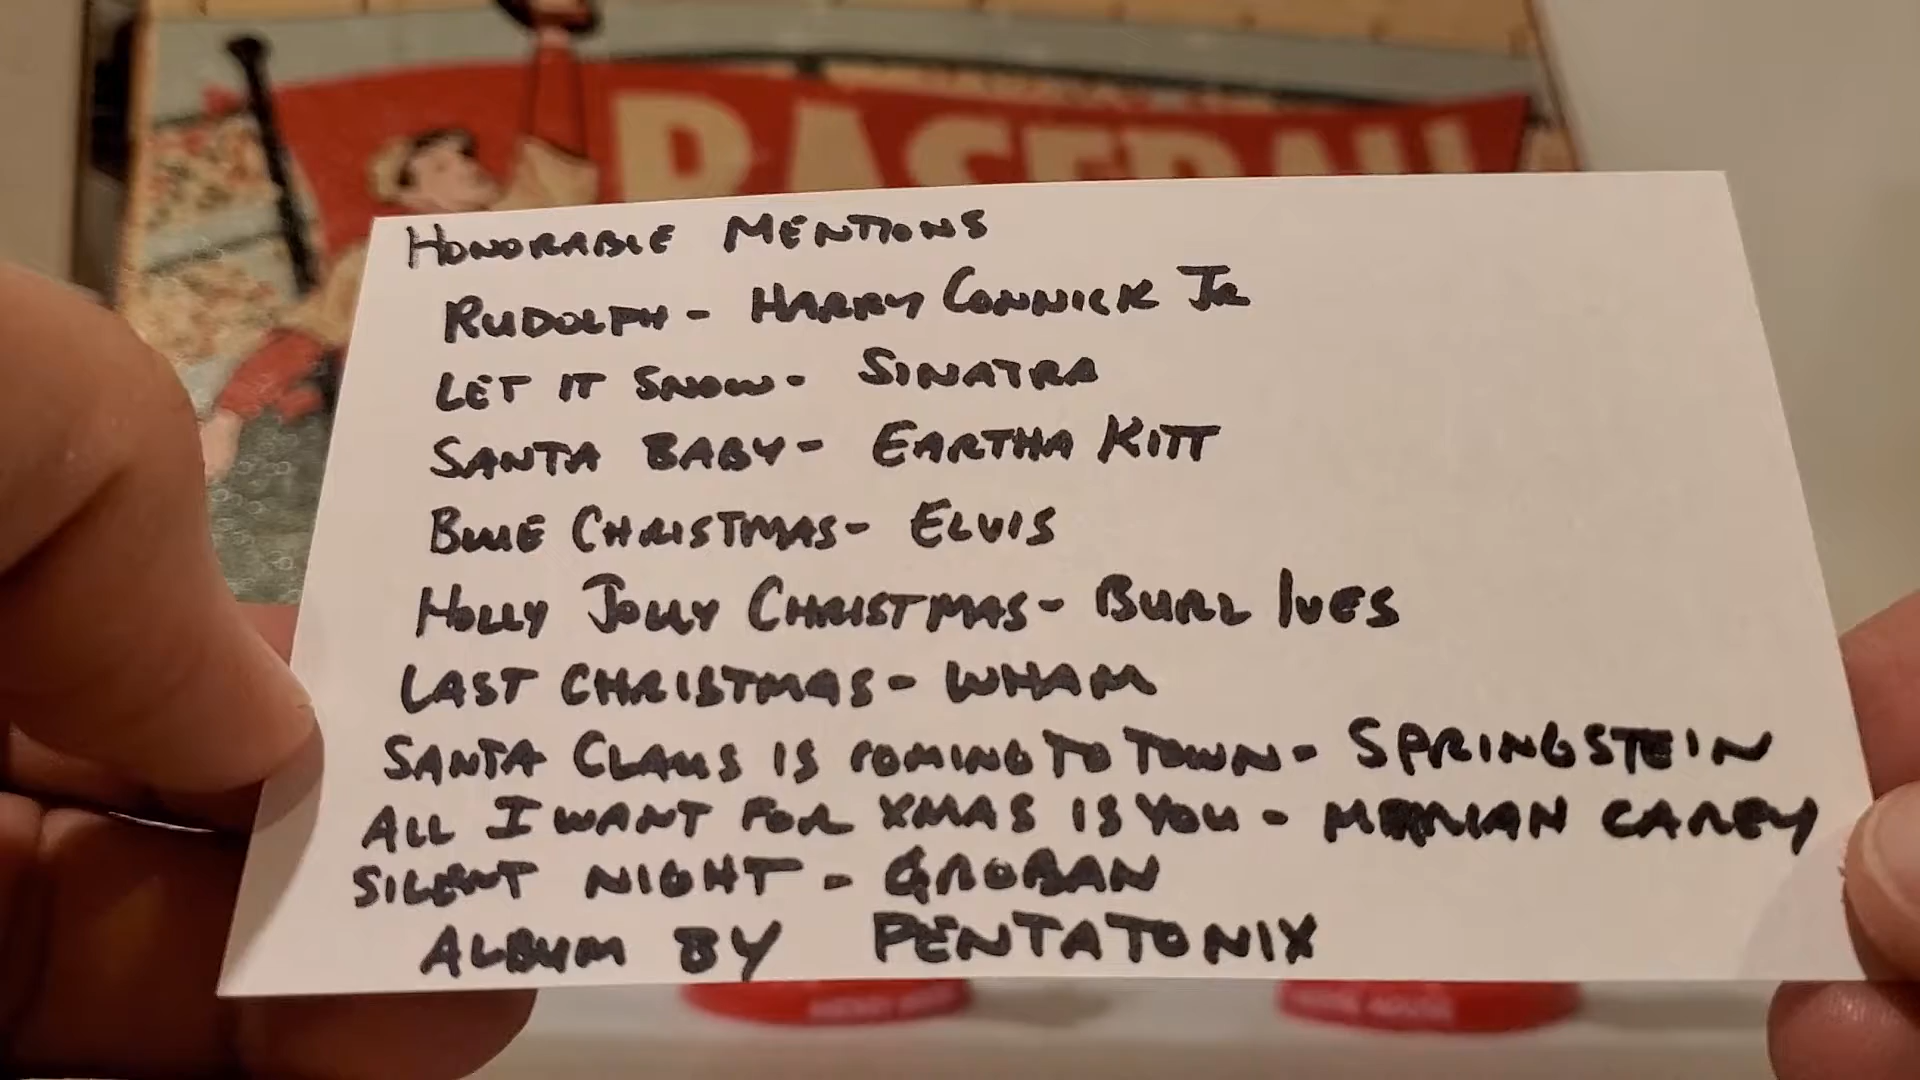 BASEBALL
HONORABLE MENTIONS
RUDOLPH - HARRY CONNICK JR
LET IT SNOW - SINATRA
SANTA BABY - EARTHA KITT
BLUE CHRISTMAS - ELVIS
HOLLY JOLLY CHRISTMAS - BURL IVES
LAST CHRISTMAS - WHAM
SANTA CLAUS IS COMING TO TOWN - SPRINGSTEIN
ALL I WANT FOR XMAS IS YOU - CAREY
SILENT NIGHT - GROBAN
ALBUM BY PENTATONIX